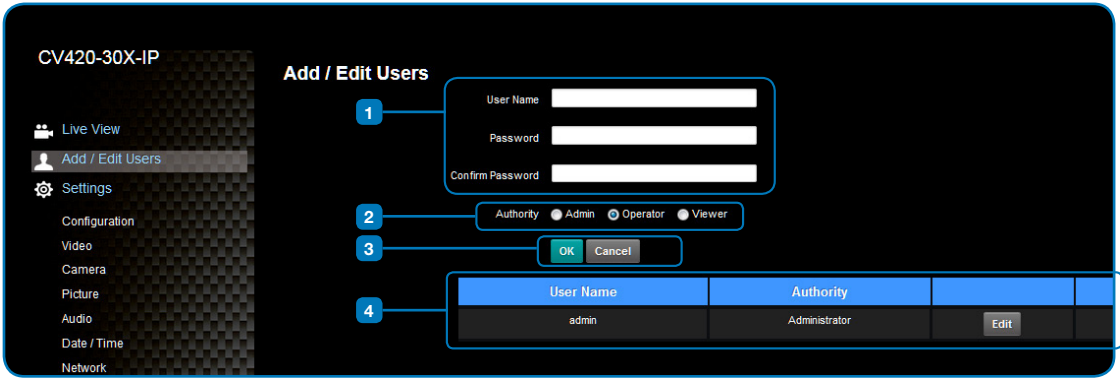 CV420-30X-IP
Live View
Add / Edit Users
Settings
Configuration
Video
Camera
Picture
Audio
Date / Time
Network
Add / Edit Users
1
User Name
Password
Confirm Password
2
Authority Admin Operator Viewer
3
OK Cancel
4
User Name Authority
admin Administrator Edit